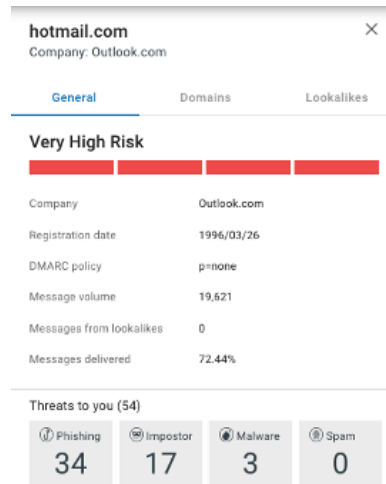 hotmail.com
Company: Outlook.com
General Domains Lookalikes
Very High Risk
Company Outlook.com
Registration date 1996/03/26
DMARC policy p=none
Message volume 19,621
Messages from lookalikes 0
Messages delivered 72.44%
Threats to you (54)
Phishing Impostor Malware Spam
34 17 3 0